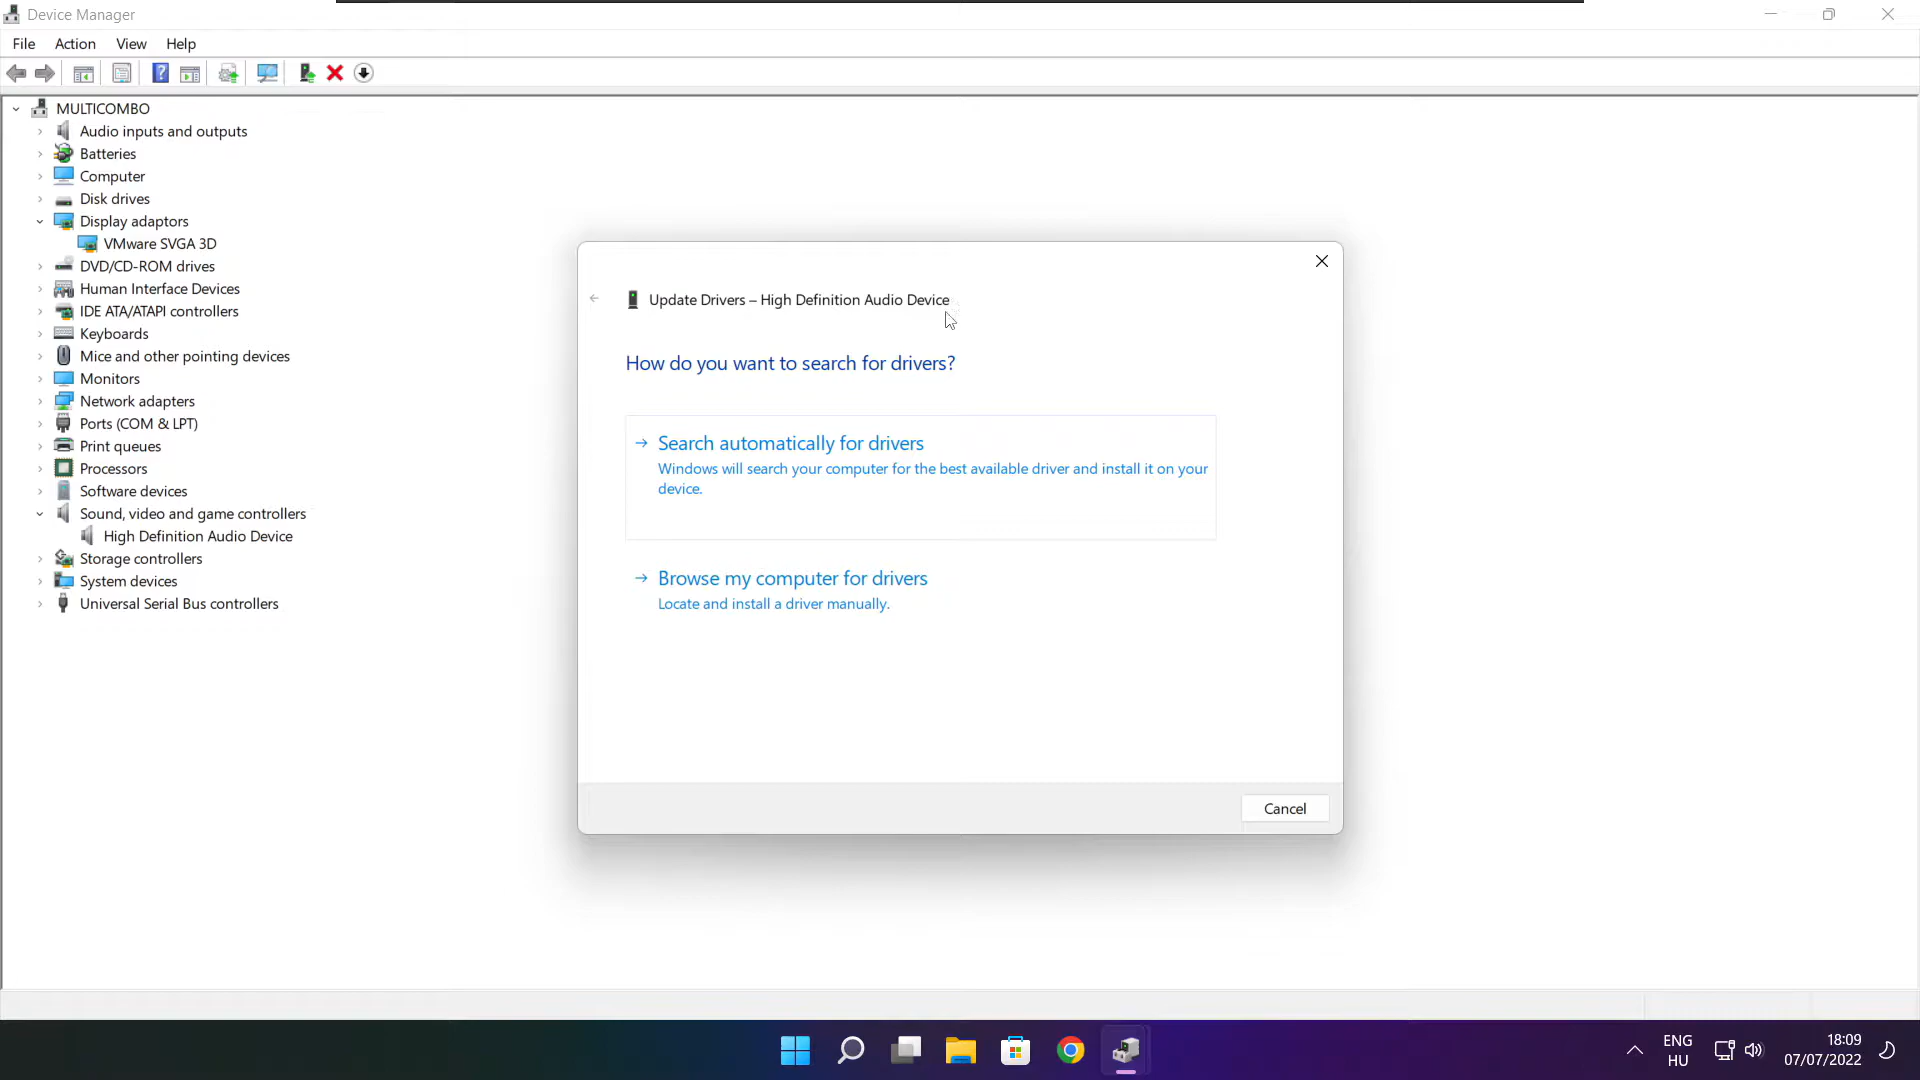 Device Manager
File Action View Help
MULTICOMBO
Audio inputs and outputs
Batteries
Computer
Disk drives
Display adaptors
VMware SVGA 3D
DVD/CD-ROM drives
Human Interface Devices
IDE ATA/ATAPI controllers
Keyboards
Mice and other pointing devices
Monitors
Network adapters
Ports (COM & LPT)
Print queues
Processors
Software devices
Sound, video and game controllers
High Definition Audio Device
Storage controllers
System devices
Universal Serial Bus controllers
Update Drivers – High Definition Audio Device
How do you want to search for drivers?
Search automatically for drivers
Windows will search your computer for the best available driver and install it on your
device.
Browse my computer for drivers
Locate and install a driver manually.
Cancel
ENG
HU
18:09
07/07/2022